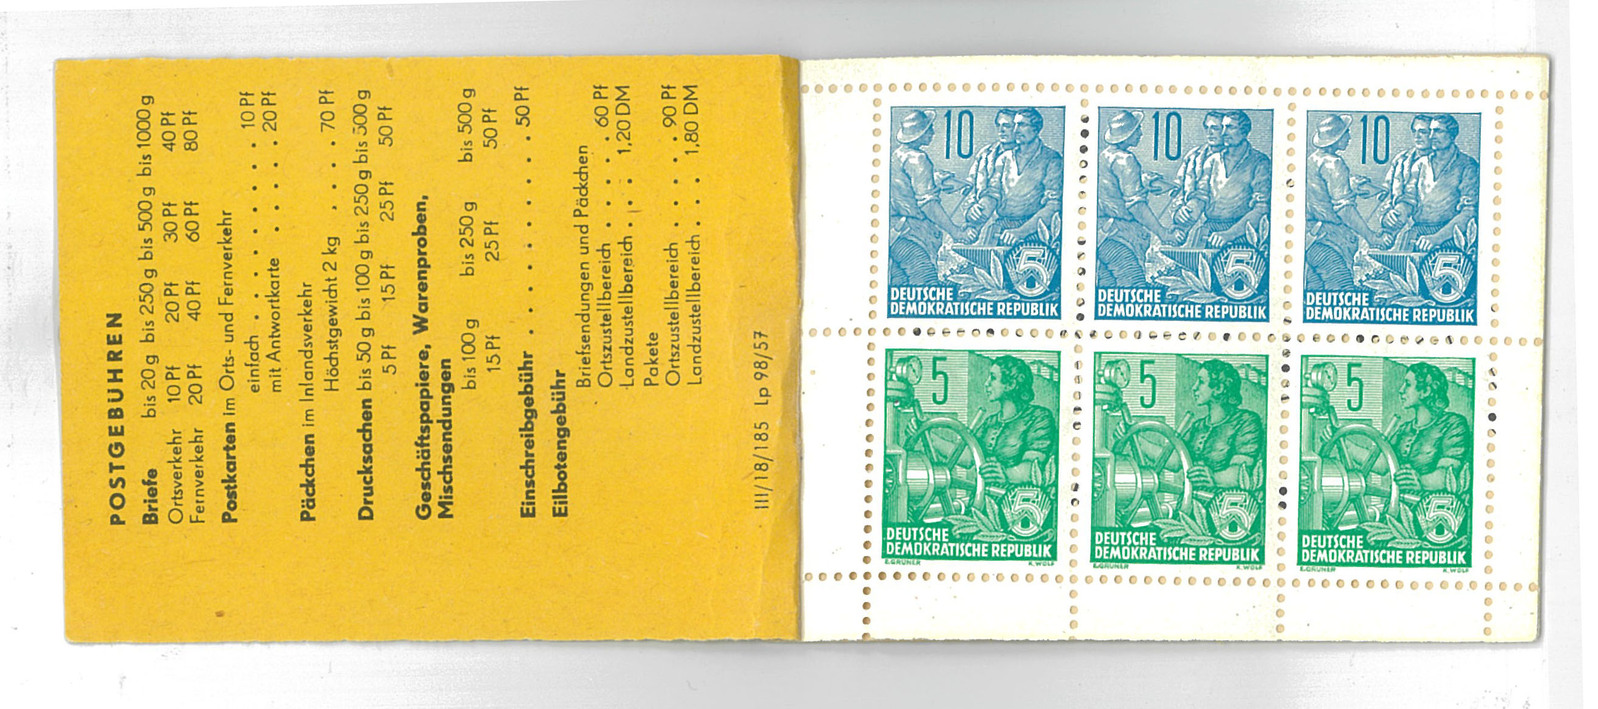 POSTGEBÜHREN
Briefe bis 20 g bis 250 g bis 500 g bis 1000 g
Ortsverkehr 10 Pf 20 Pf 30 Pf 40 Pf
Fernverkehr 20 Pf 40 Pf 60 Pf 80 Pf
Postkarten im Orts- und Fernverkehr
einfach . . . . . . . . . . 10 Pf
mit Antwortkarte . . . . . 20 Pf
Päckchen im Inlandsverkehr
Höchstgewicht 2 kg . . . . 70 Pf
Drucksachen bis 50 g bis 100 g bis 250 g bis 500 g
5 Pf 15 Pf 25 Pf 50 Pf
Geschäftspapiere, Warenproben,
Mischsendungen
bis 100 g bis 250 g bis 500 g
15 Pf 25 Pf 50 Pf
Einschreibgebühr . . . . . . . . . . 50 Pf
Eilbotengebühr
Briefsendungen und Päckchen
Ortszustellbereich . . . . . 60 Pf
Landzustellbereich . . . . 1,20 DM
Pakete
Ortszustellbereich . . . . . 90 Pf
Landzustellbereich . . . . 1,80 DM
III/18/185 Lp 98/57
10
5
DEUTSCHE
DEMOKRATISCHE REPUBLIK
10
5
DEUTSCHE
DEMOKRATISCHE REPUBLIK
10
5
DEUTSCHE
DEMOKRATISCHE REPUBLIK
5
5
DEUTSCHE
DEMOKRATISCHE REPUBLIK
E.GRUNER K.WOLF
5
5
DEUTSCHE
DEMOKRATISCHE REPUBLIK
E.GRUNER K.WOLF
5
5
DEUTSCHE
DEMOKRATISCHE REPUBLIK
E.GRUNER K.WOLF